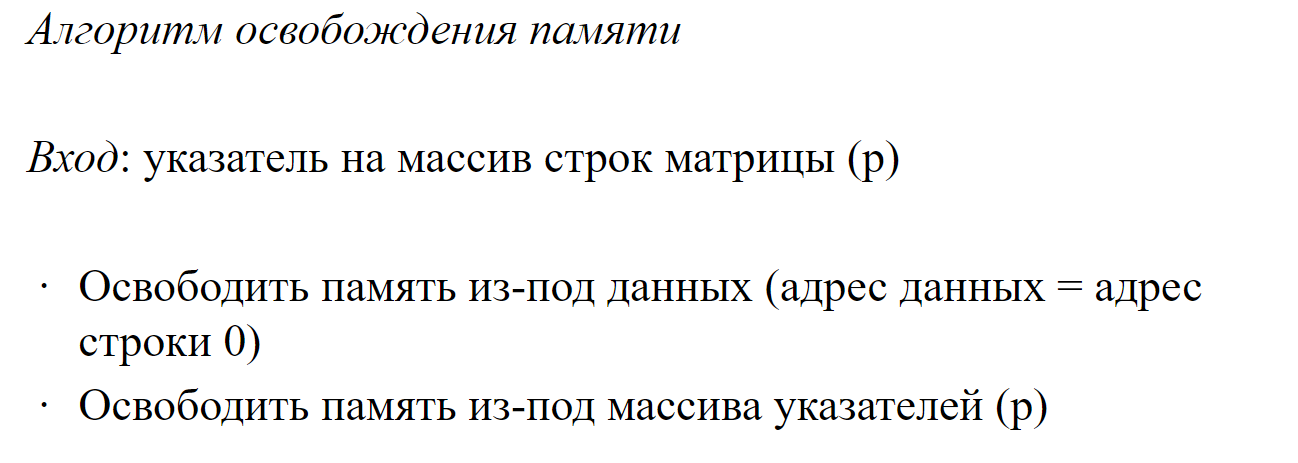 Алгоритм освобождения памяти
Вход: указатель на массив строк матрицы (p)
· Освободить память из-под данных (адрес данных = адрес
строки 0)
· Освободить память из-под массива указателей (p)